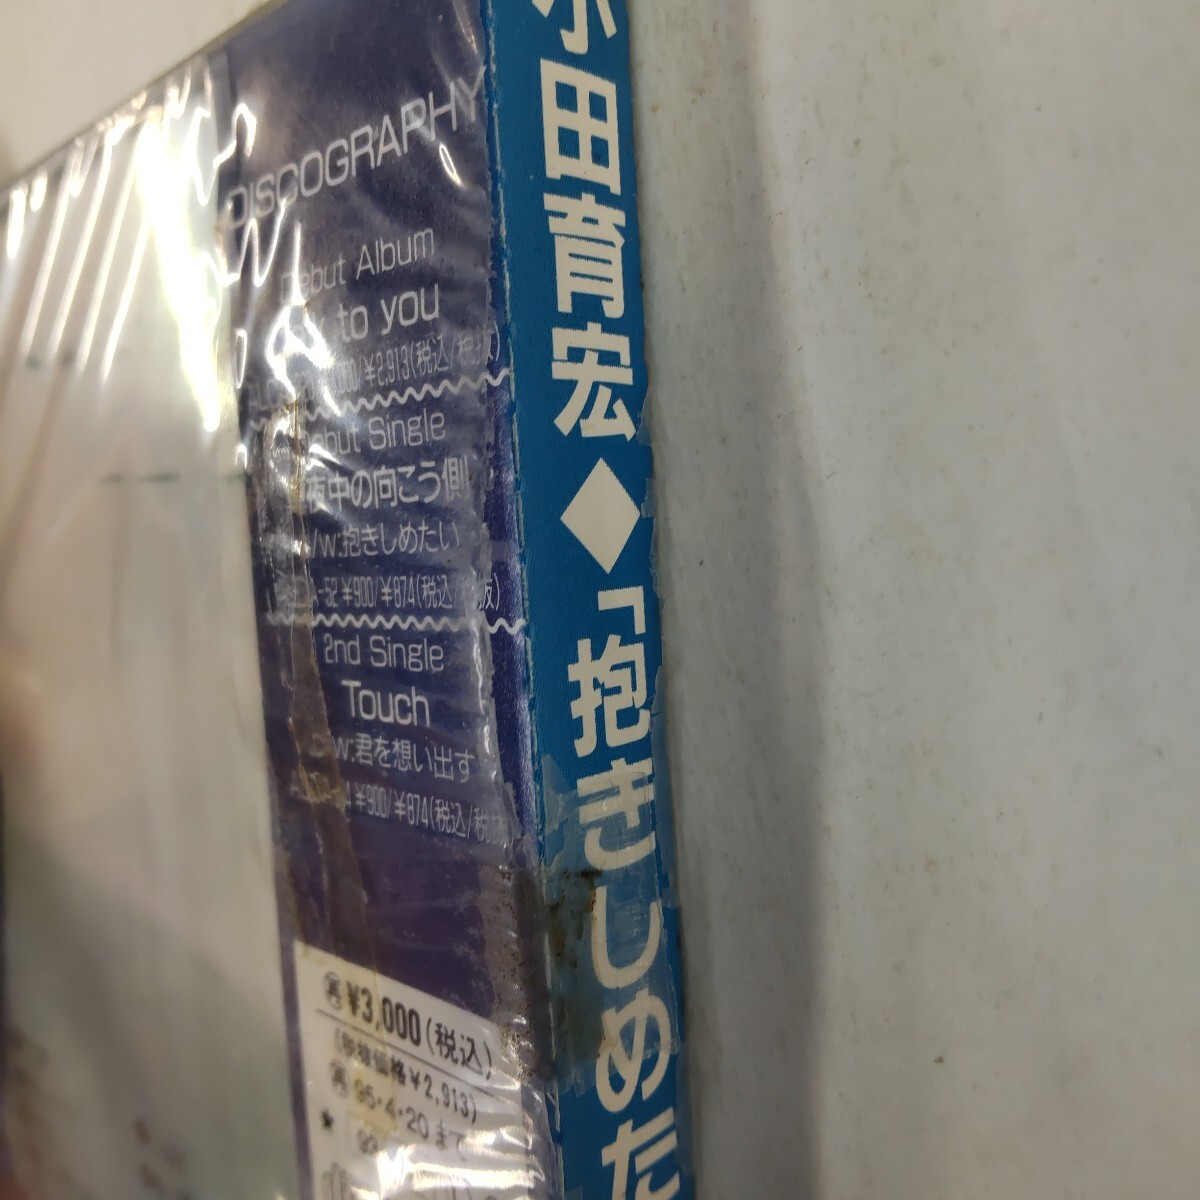 DISCOGRAPHY
Debut Album
to you
¥2,913(税込/税抜)
Debut Single
夜中の向こう側
c/w:抱きしめたい
-52 ¥900/¥874(税込/税抜)
2nd Single
Touch
C/w:君を想い出す
¥900/¥874(税込/税抜
¥3,000(税込)
(税抜価格¥2,913)
95・4・20まで
小田育宏◆「抱きしめた